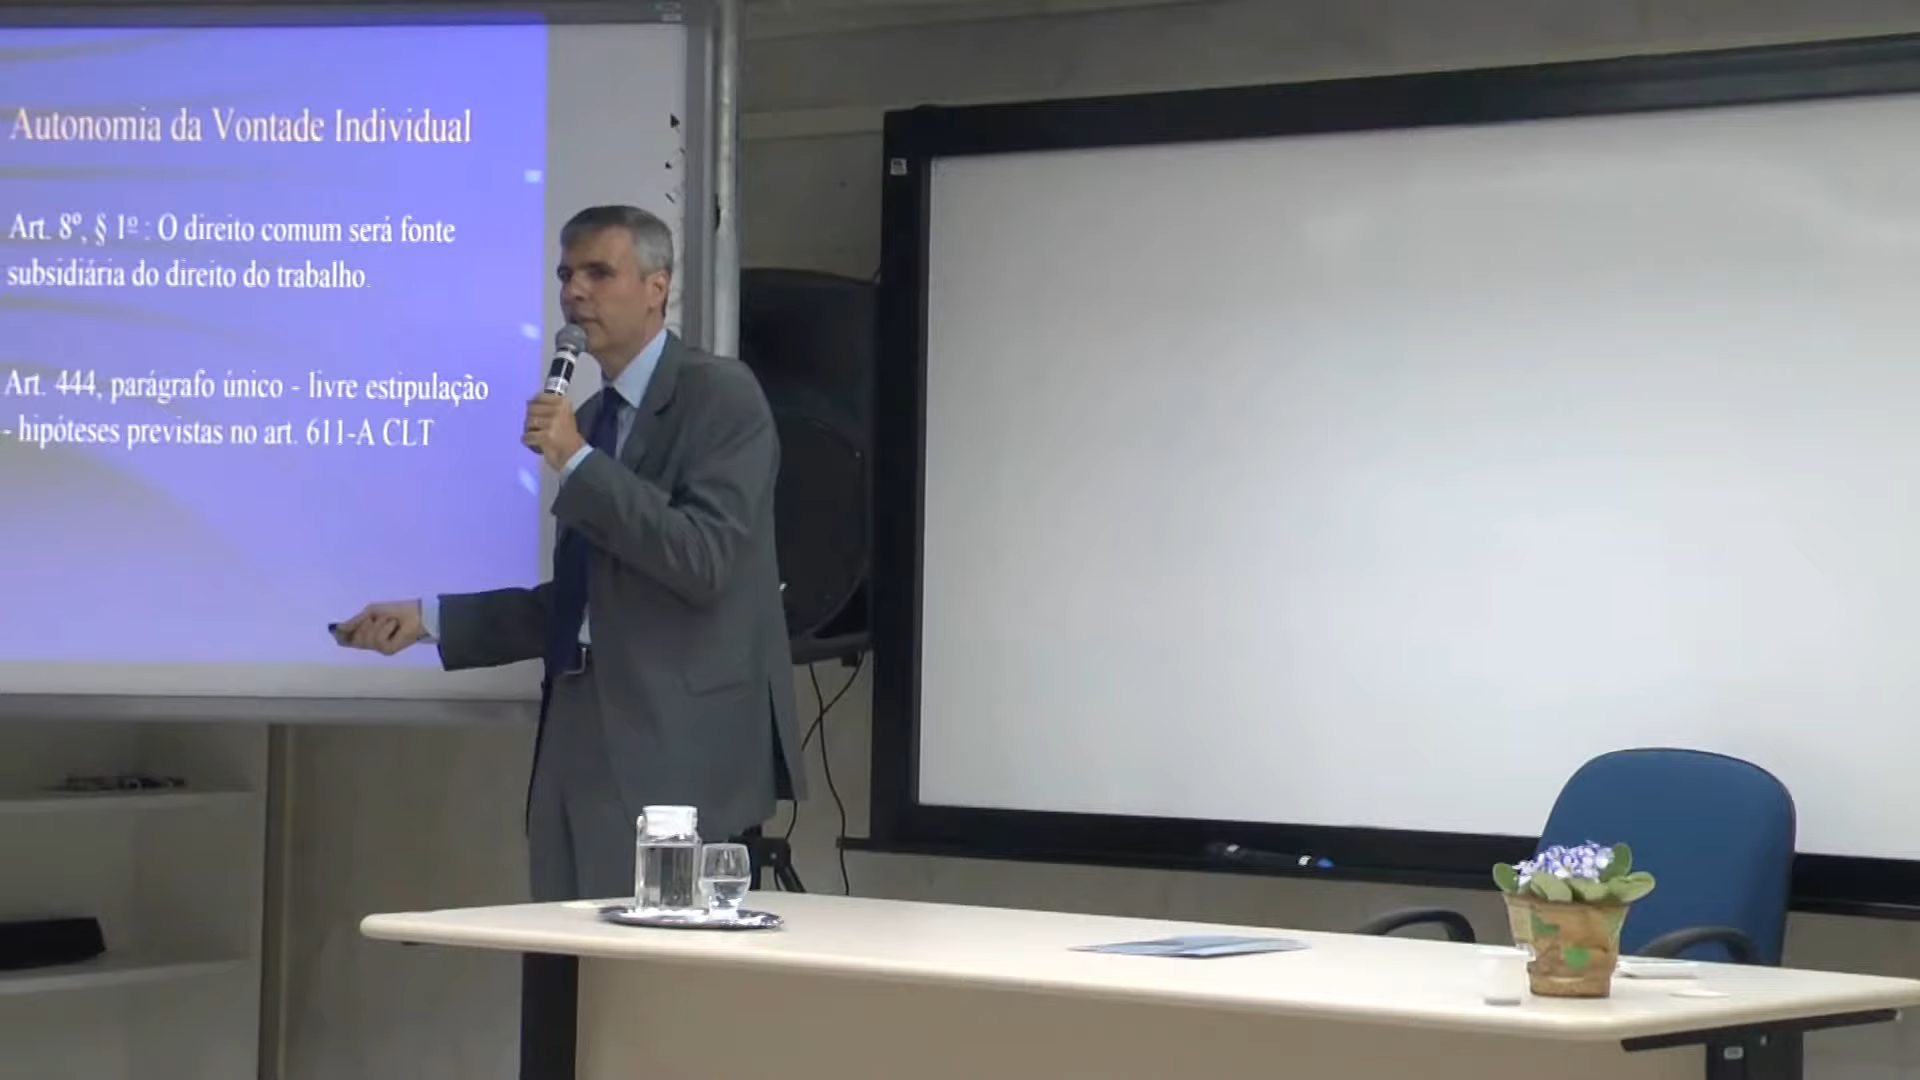 Autonomia da Vontade Individual
Art. 8º, § 1º : O direito comum será fonte
subsidiária do direito do trabalho.
Art. 444, parágrafo único - livre estipulação
- hipóteses previstas no art. 611-A CLT